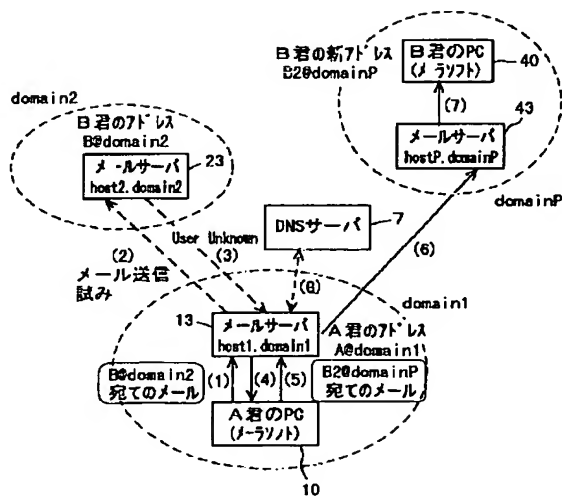 B君の新アドレス
B2@domainP
B君のPC
(メーラソフト)
40
(7)
43
メールサーバ
hostP.domainP
domainP
domain2
B君のアドレス
B@domain2
メールサーバ
host2.domain2
23
(2)
メール送信
試み
User Unknown
(3)
DNSサーバ
7
(6)
domain1
13
メールサーバ
host1.domain1
A君のアドレス
A@domain1
B@domain2
宛てのメール
(1)
(4)
(5)
B2@domainP
宛てのメール
A君のPC
(メーラソフト)
10